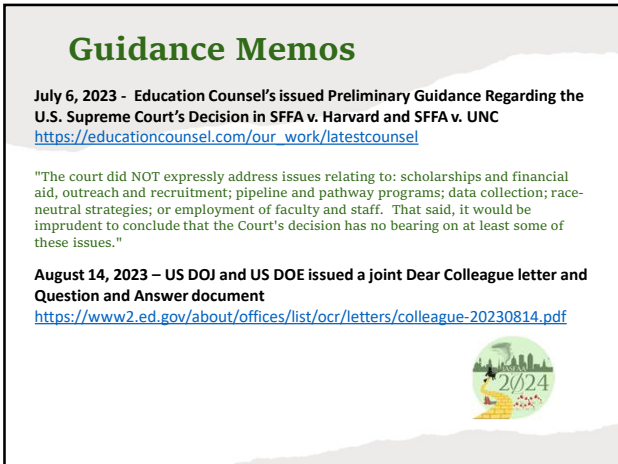 Guidance Memos
July 6, 2023 - Education Counsel’s issued Preliminary Guidance Regarding the
U.S. Supreme Court’s Decision in SFFA v. Harvard and SFFA v. UNC
https://educationcounsel.com/our_work/latestcounsel
"The court did NOT expressly address issues relating to: scholarships and financial
aid, outreach and recruitment; pipeline and pathway programs; data collection; race-
neutral strategies; or employment of faculty and staff. That said, it would be
imprudent to conclude that the Court's decision has no bearing on at least some of
these issues."
August 14, 2023 – US DOJ and US DOE issued a joint Dear Colleague letter and
Question and Answer document
https://www2.ed.gov/about/offices/list/ocr/letters/colleague-20230814.pdf
2024